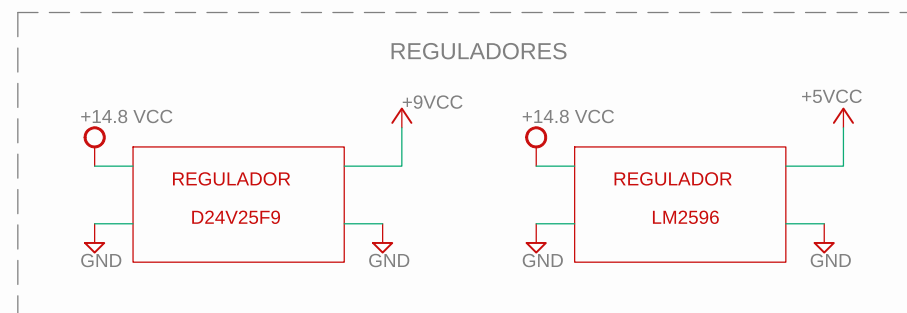 REGULADORES
+14.8 VCC
+9VCC
REGULADOR
D24V25F9
GND
GND
+14.8 VCC
+5VCC
REGULADOR
LM2596
GND
GND